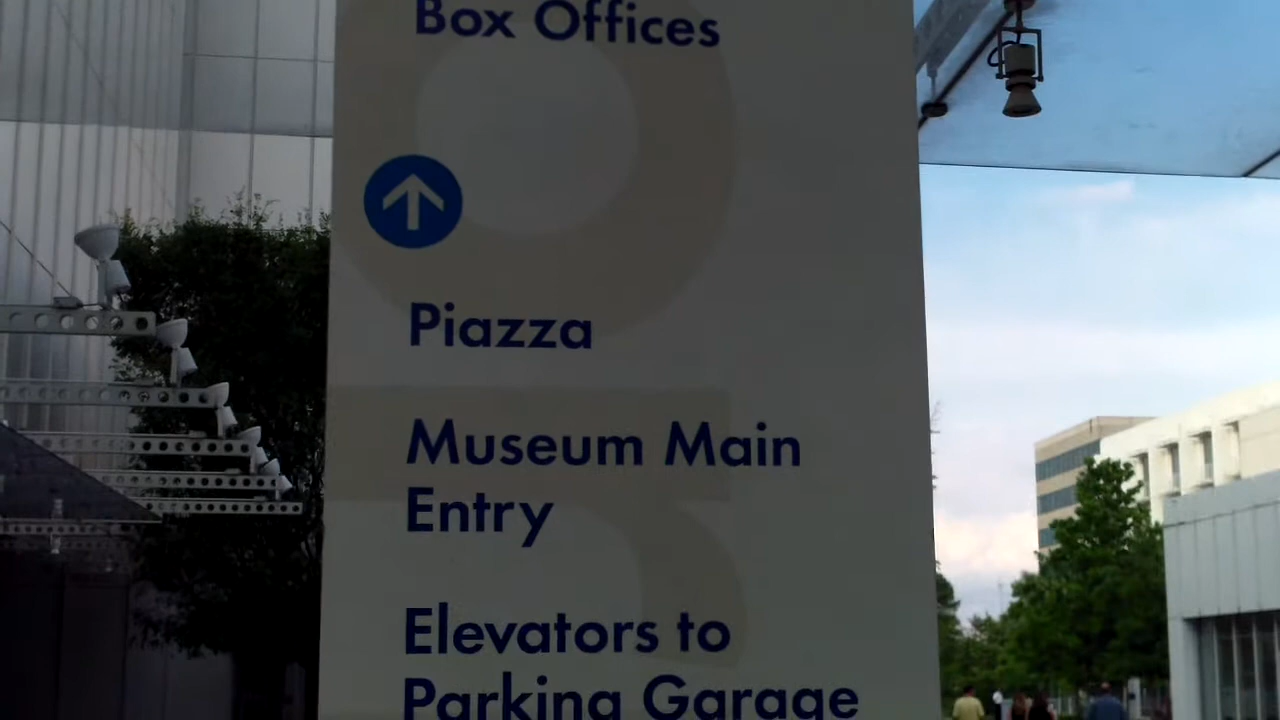 Box Offices
Piazza
Museum Main
Entry
Elevators to
Parking Garage